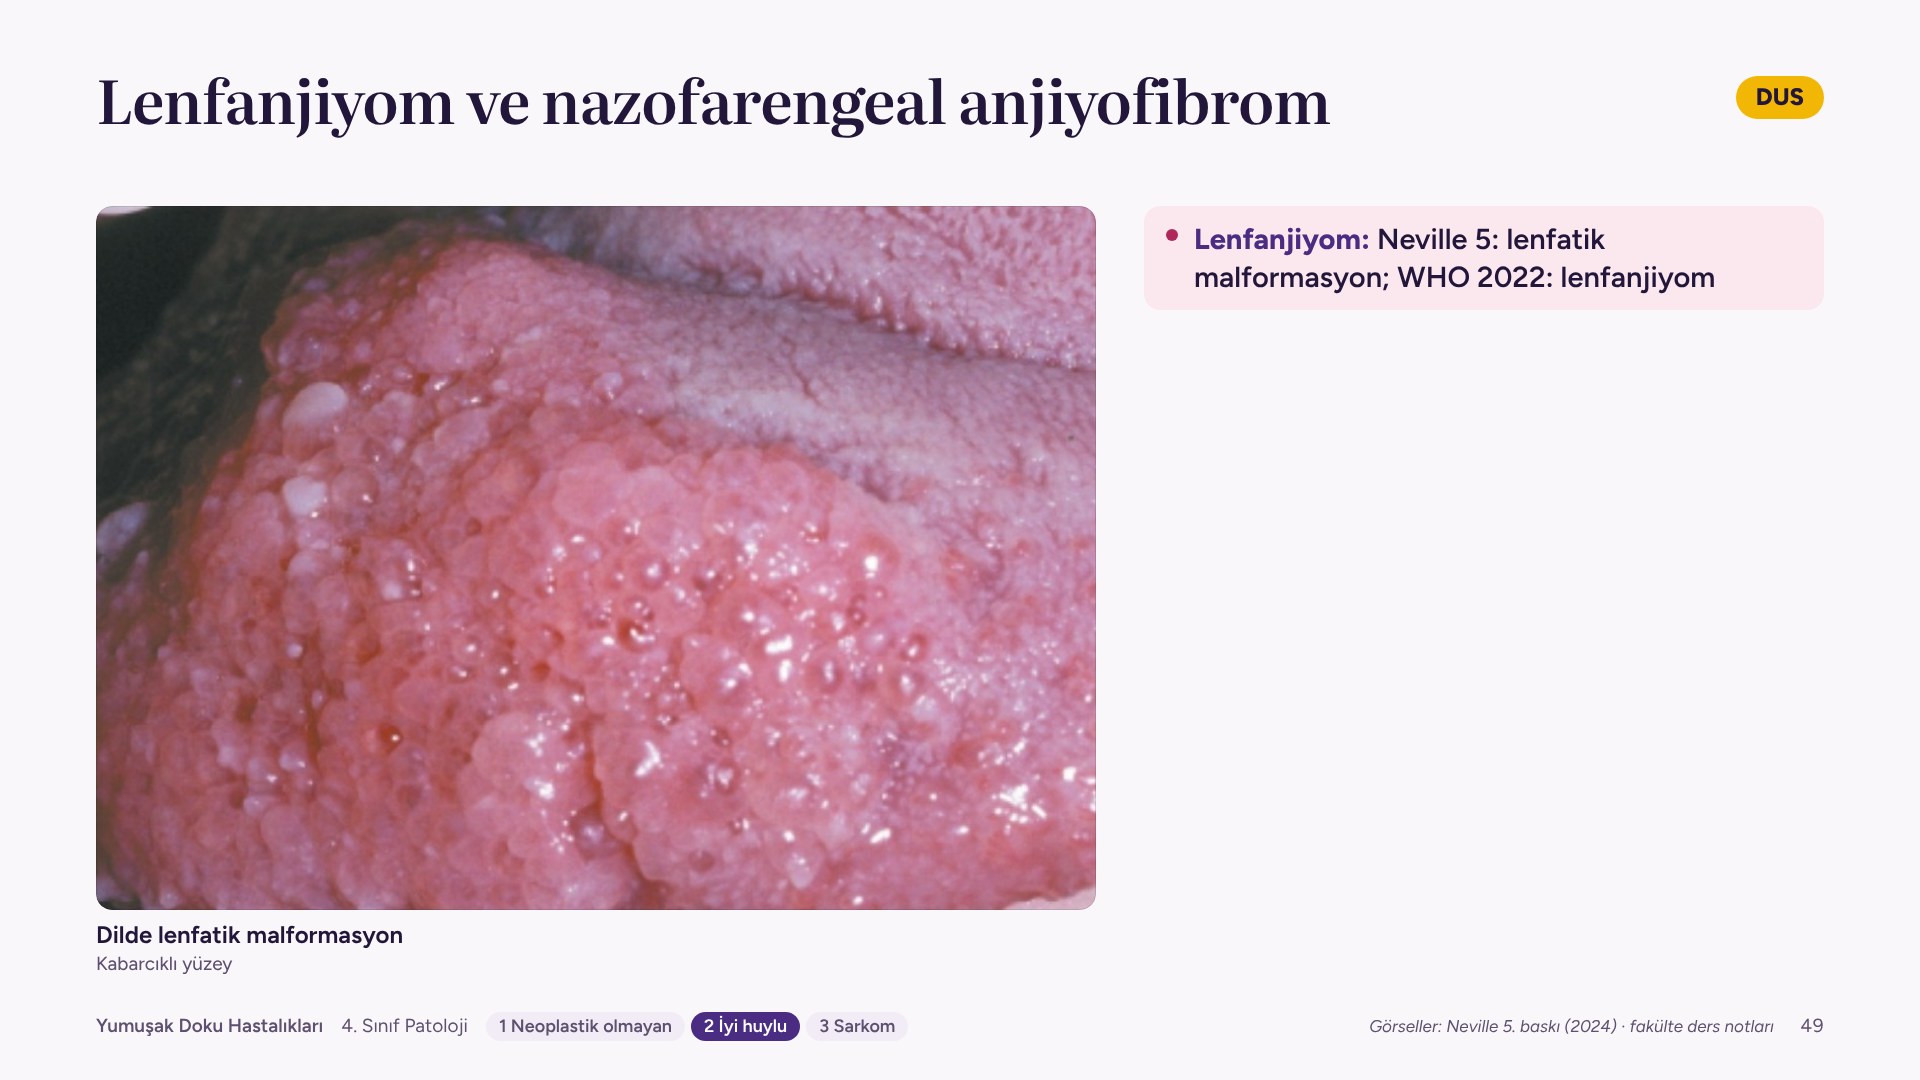 Lenfanjiyom ve nazofarengeal anjiyofibrom
DUS
Lenfanjiyom: Neville 5: lenfatik
malformasyon; WHO 2022: lenfanjiyom
Dilde lenfatik malformasyon
Kabarcıklı yüzey
Yumuşak Doku Hastalıkları 4. Sınıf Patoloji 1 Neoplastik olmayan 2 İyi huylu 3 Sarkom
Görseller: Neville 5. baskı (2024) · fakülte ders notları 49